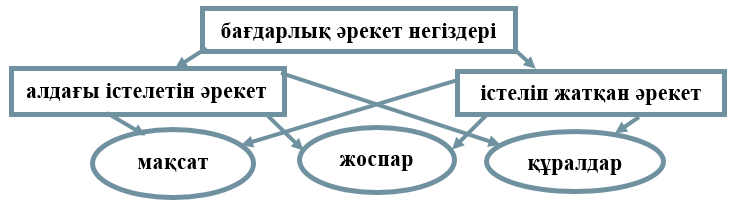 бағдарлық әрекет негіздері
алдағы істелетін әрекет
істеліп жатқан әрекет
мақсат
жоспар
құралдар